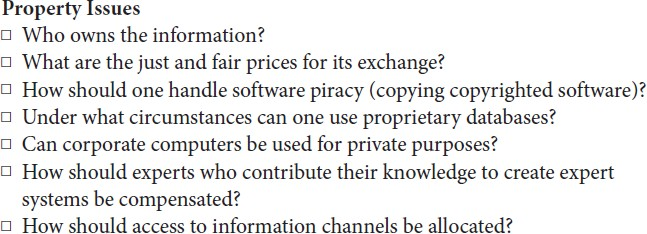 Property Issues
□ Who owns the information?
□ What are the just and fair prices for its exchange?
□ How should one handle software piracy (copying copyrighted software)?
□ Under what circumstances can one use proprietary databases?
□ Can corporate computers be used for private purposes?
□ How should experts who contribute their knowledge to create expert
systems be compensated?
□ How should access to information channels be allocated?